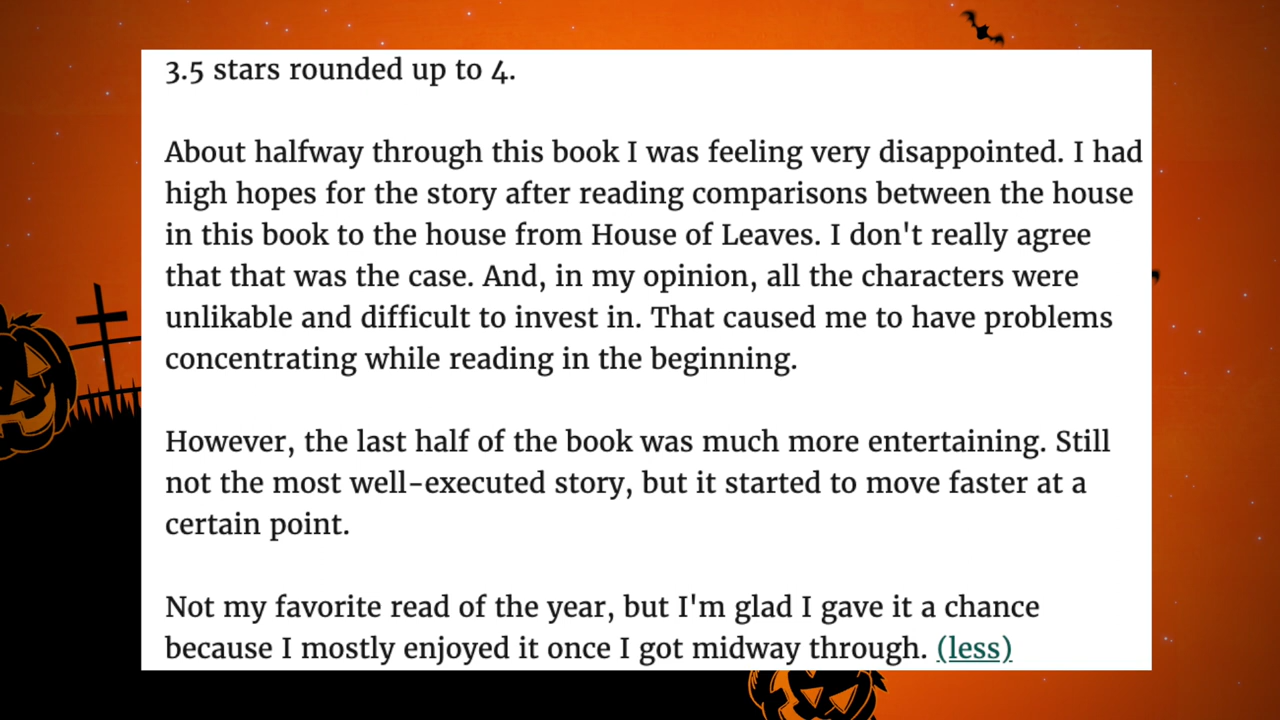 3.5 stars rounded up to 4.
About halfway through this book I was feeling very disappointed. I had
high hopes for the story after reading comparisons between the house
in this book to the house from House of Leaves. I don't really agree
that that was the case. And, in my opinion, all the characters were
unlikable and difficult to invest in. That caused me to have problems
concentrating while reading in the beginning.
However, the last half of the book was much more entertaining. Still
not the most well-executed story, but it started to move faster at a
certain point.
Not my favorite read of the year, but I'm glad I gave it a chance
because I mostly enjoyed it once I got midway through. (less)